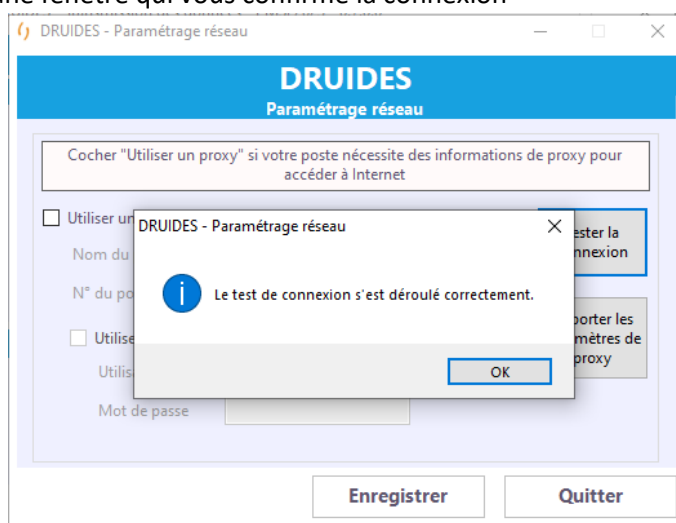 une fenêtre qui vous confirme la connexion
DRUIDES - Paramétrage réseau
DRUIDES
Paramétrage réseau
Cocher "Utiliser un proxy" si votre poste nécessite des informations de proxy pour
accéder à Internet
Utiliser un
DRUIDES - Paramétrage réseau
ester la
nnexion
Nom du
N° du po
Le test de connexion s'est déroulé correctement.
porter les
mètres de
proxy
Utilise
OK
Utilis
Mot de passe
Enregistrer
Quitter